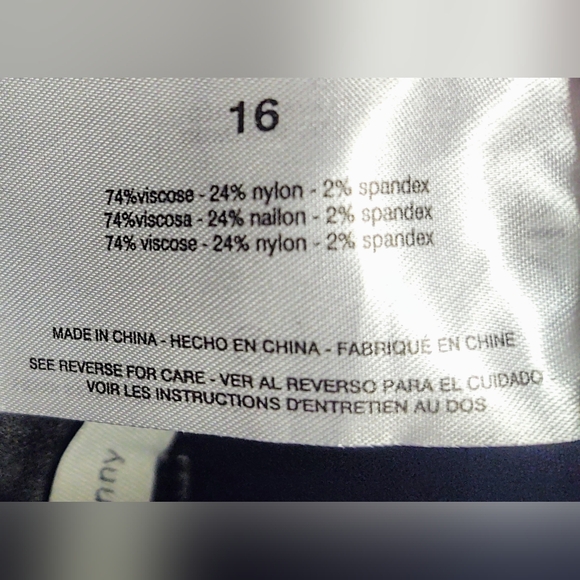 16
74%viscose - 24% nylon - 2% spandex
74%viscosa - 24% nailon - 2% spandex
74% viscose - 24% nylon - 2% spandex
MADE IN CHINA - HECHO EN CHINA - FABRIQUÉ EN CHINE
SEE REVERSE FOR CARE - VER AL REVERSO PARA EL CUIDADO
VOIR LES INSTRUCTIONS D'ENTRETIEN AU DOS